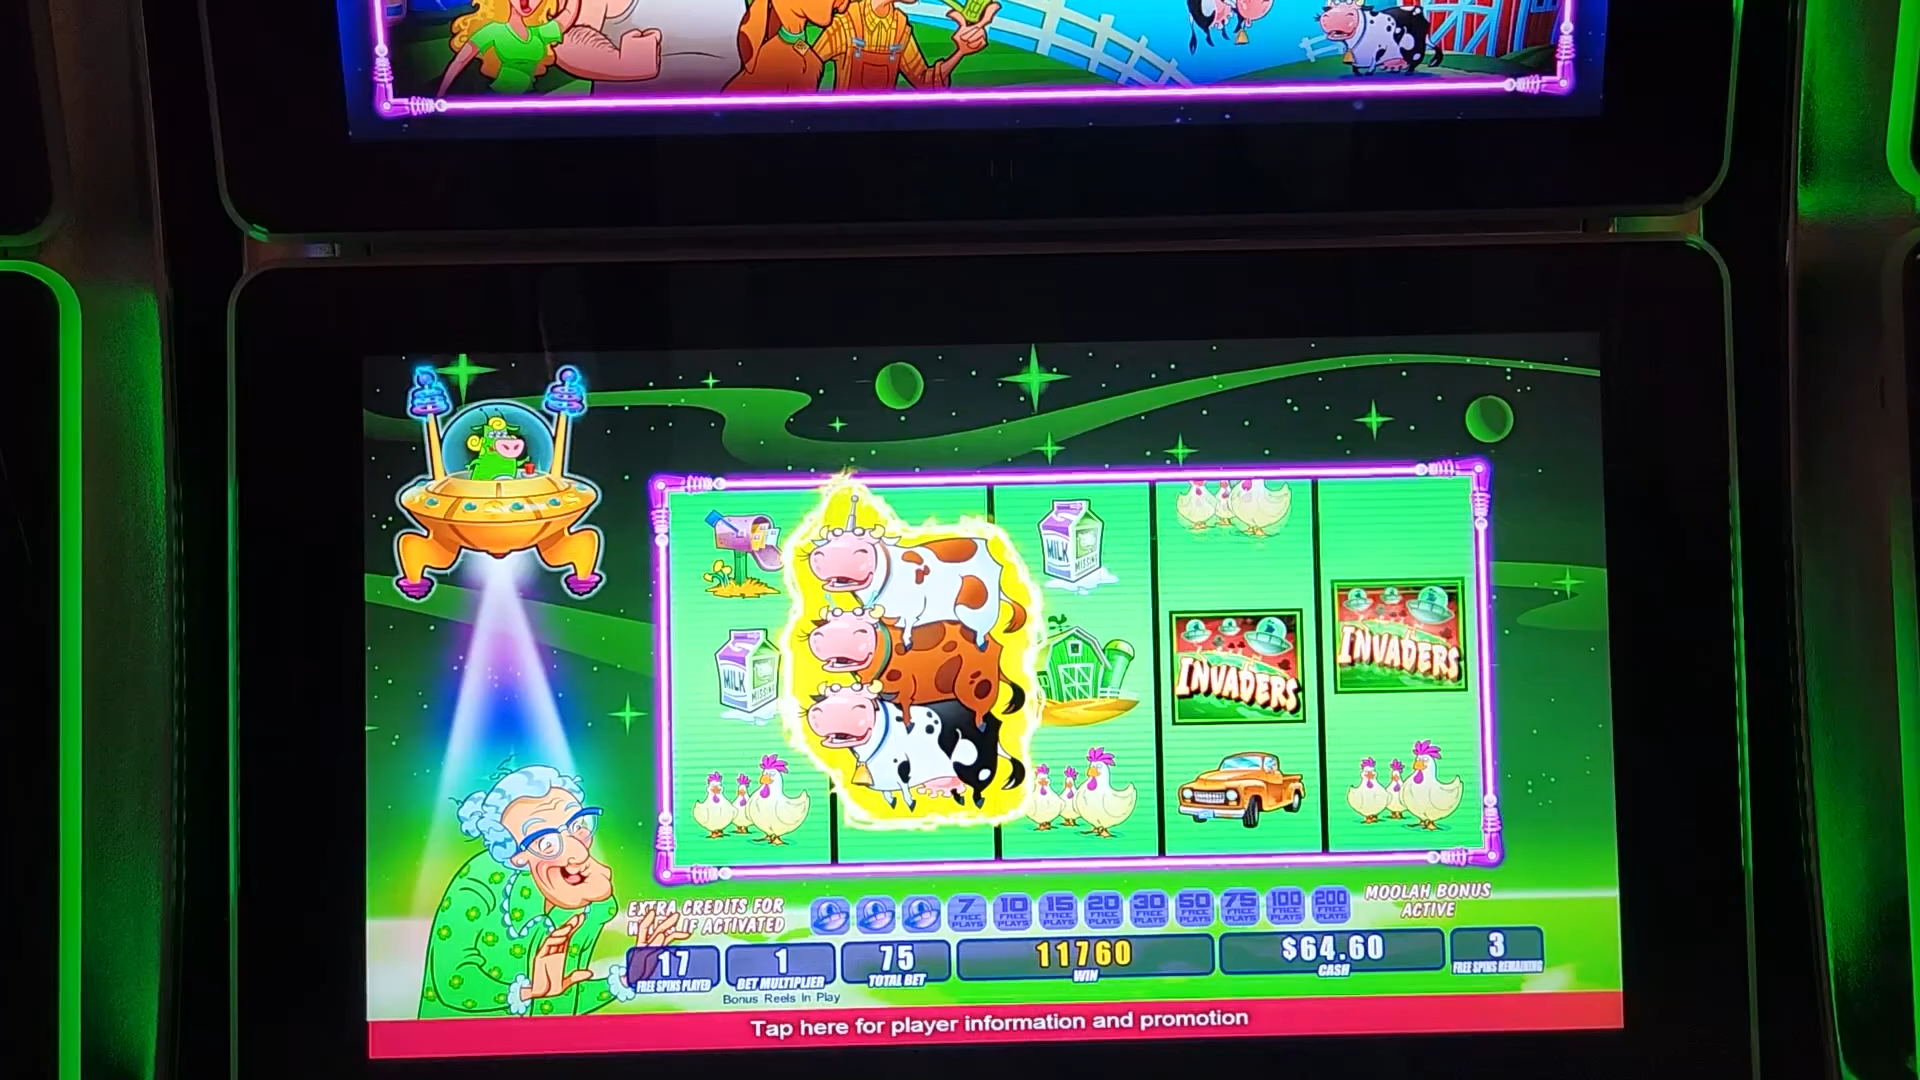 MILK
MISSING
INVADERS
INVADERS
MILK
MISSING
EXTRA CREDITS FOR
IF ACTIVATED
7 FREE PLAYS
10 FREE PLAYS
15 FREE PLAYS
20 FREE PLAYS
30 FREE PLAYS
50 FREE PLAYS
75 FREE PLAYS
100 FREE PLAYS
200 FREE PLAYS
MOOLAH BONUS
ACTIVE
17
FREE SPINS PLAYED
1
BET MULTIPLIER
75
TOTAL BET
11760
WIN
$64.60
CASH
3
FREE SPINS REMAINING
Bonus Reels In Play
Tap here for player information and promotion